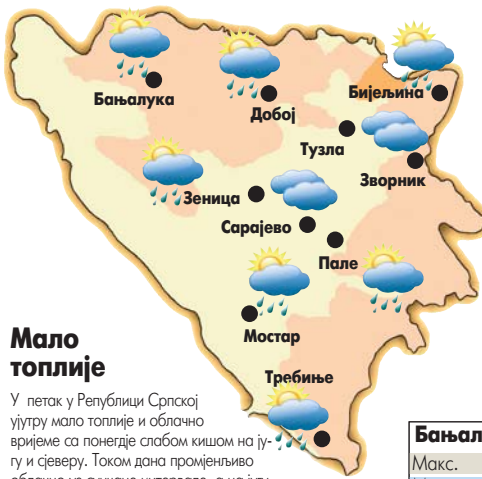 Бањалука
Добој
Бијељина
Тузла
Зворник
Зеница
Сарајево
Пале
Мостар
Требиње
Мало
топлије
У петак у Републици Српској
ујутру мало топлије и облачно
вријеме са понегдје слабом кишом на ју-
гу и сјеверу. Током дана промјенљиво
Бањал
Макс.